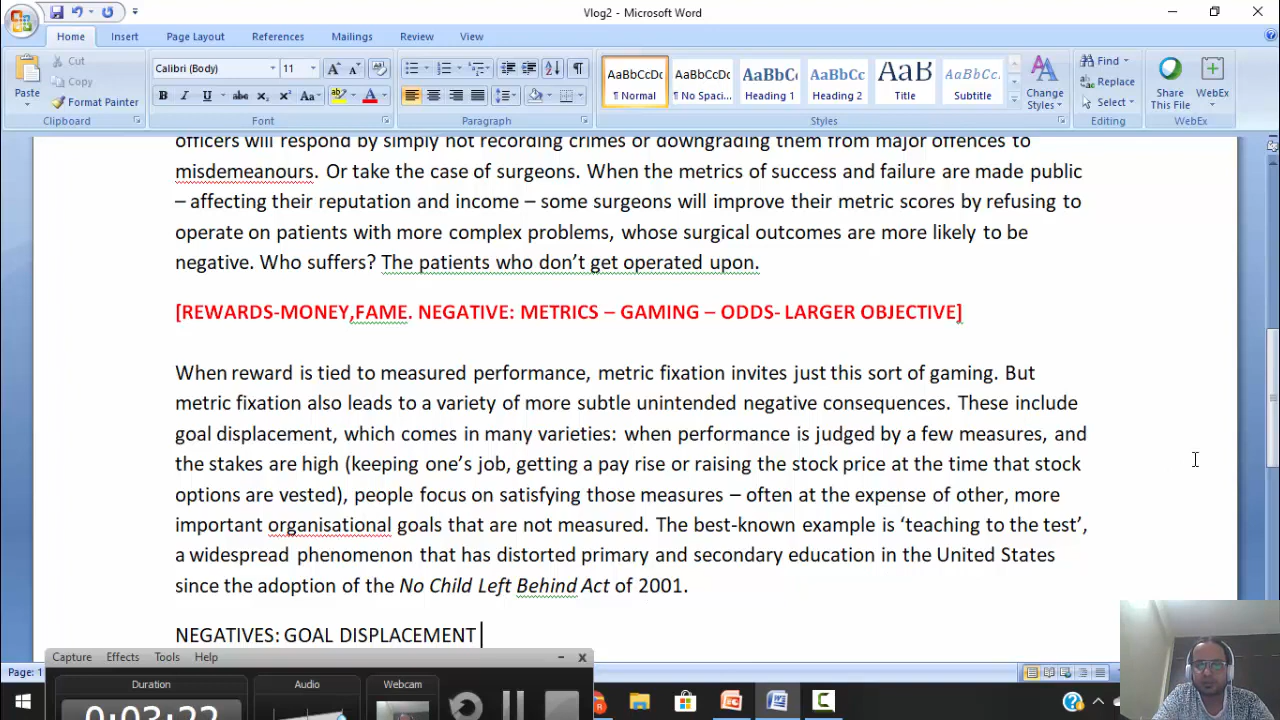 Vlog2 - Microsoft Word
Home Insert Page Layout References Mailings Review View
Paste
Cut
Copy
Format Painter
Clipboard
Calibri (Body) 11
Font
Paragraph
AaBbCcDc AaBbCcDc AaBbCc AaBbCc AaB AaBbCc.
¶ Normal ¶ No Spaci... Heading 1 Heading 2 Title Subtitle
Change Styles
Styles
Find
Replace
Select
Editing
Share This File WebEx
WebEx
officers will respond by simply not recording crimes or downgrading them from major offences to
misdemeanours. Or take the case of surgeons. When the metrics of success and failure are made public
– affecting their reputation and income – some surgeons will improve their metric scores by refusing to
operate on patients with more complex problems, whose surgical outcomes are more likely to be
negative. Who suffers? The patients who don’t get operated upon.
[REWARDS-MONEY,FAME. NEGATIVE: METRICS – GAMING – ODDS- LARGER OBJECTIVE]
When reward is tied to measured performance, metric fixation invites just this sort of gaming. But
metric fixation also leads to a variety of more subtle unintended negative consequences. These include
goal displacement, which comes in many varieties: when performance is judged by a few measures, and
the stakes are high (keeping one’s job, getting a pay rise or raising the stock price at the time that stock
options are vested), people focus on satisfying those measures – often at the expense of other, more
important organisational goals that are not measured. The best-known example is ‘teaching to the test’,
a widespread phenomenon that has distorted primary and secondary education in the United States
since the adoption of the No Child Left Behind Act of 2001.
NEGATIVES: GOAL DISPLACEMENT
Page: 1
Capture Effects Tools Help
Duration Audio Webcam
0:03:22